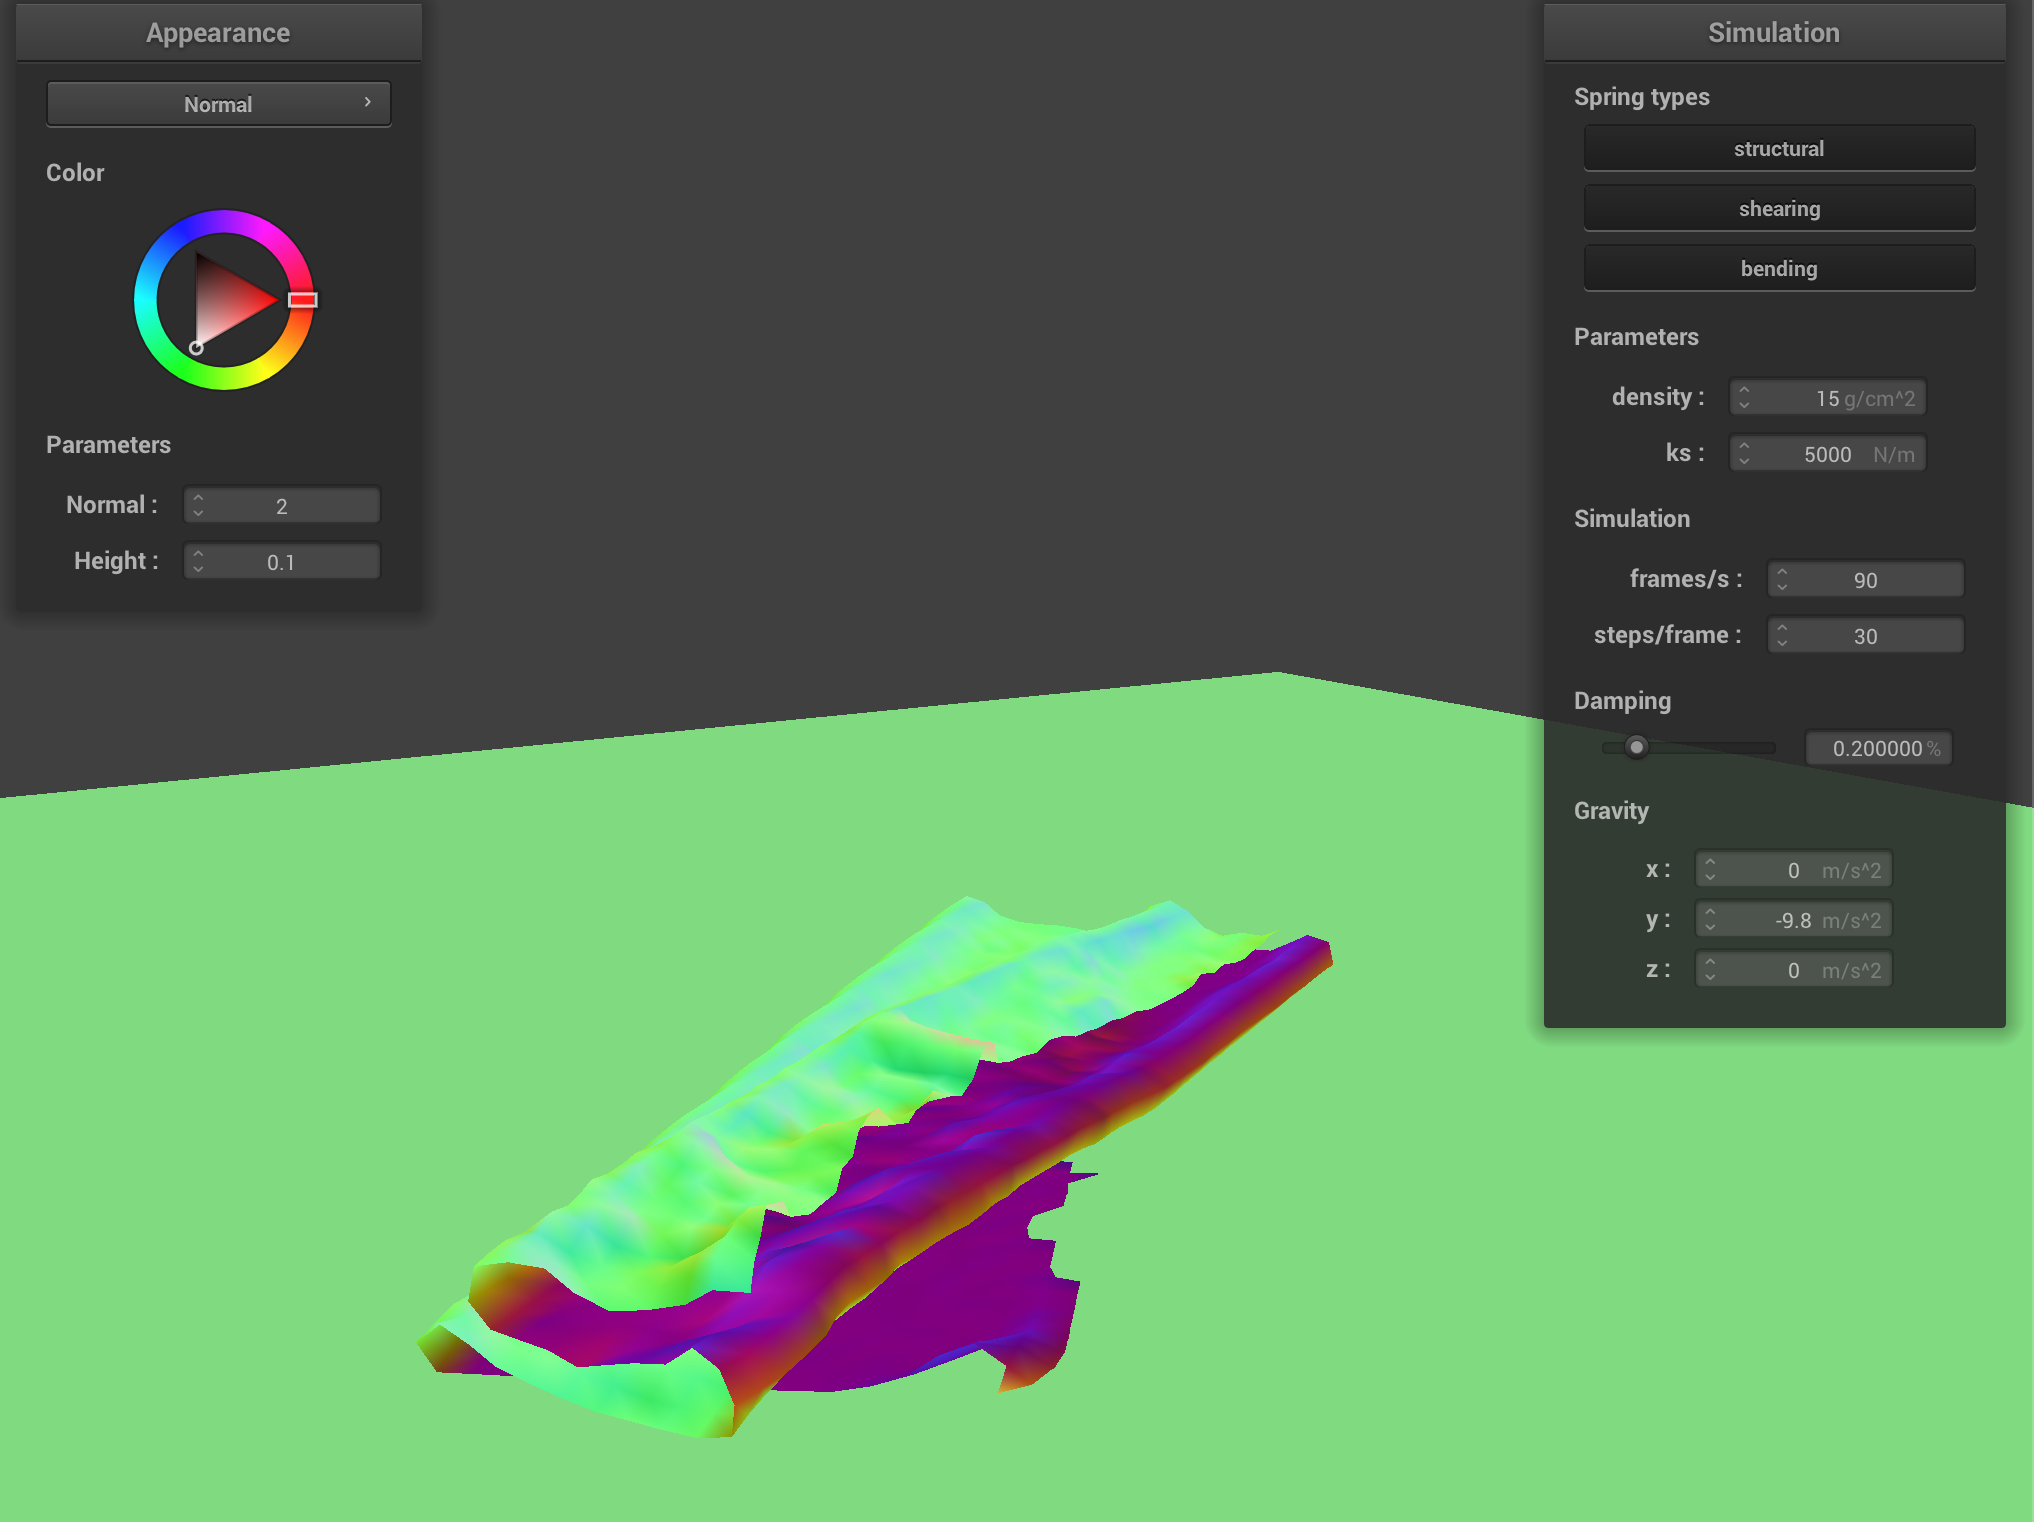 Appearance
Normal ›
Color
Parameters
Normal : 2
Height : 0.1
Simulation
Spring types
structural
shearing
bending
Parameters
density : 15 g/cm^2
ks : 5000 N/m
Simulation
frames/s : 90
steps/frame : 30
Damping
0.200000 %
Gravity
x : 0 m/s^2
y : -9.8 m/s^2
z : 0 m/s^2